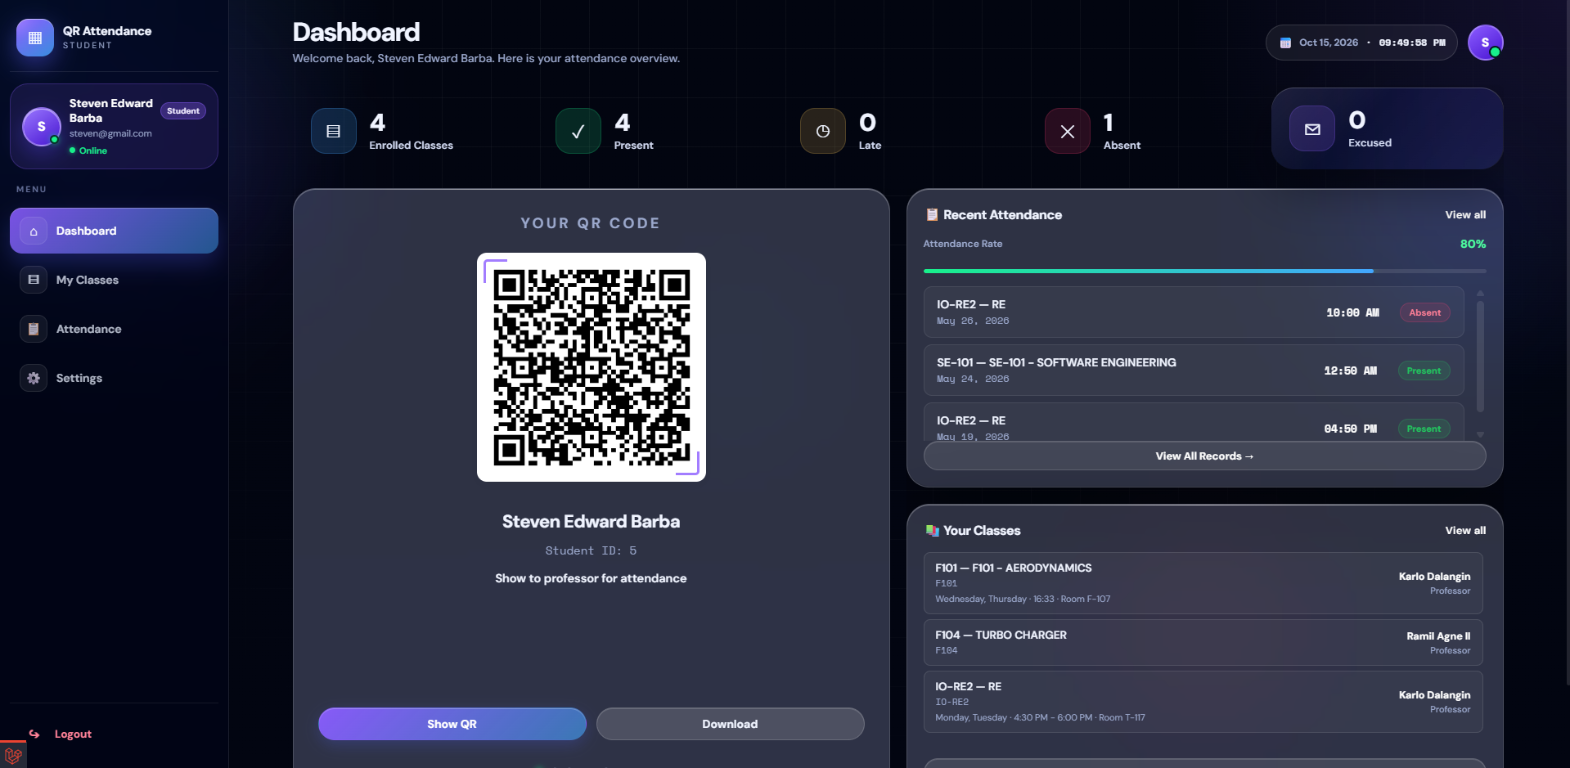 QR Attendance
STUDENT
Steven Edward
Barba
Student
steven@gmail.com
Online
MENU
Dashboard
My Classes
Attendance
Settings
Logout
Dashboard
Welcome back, Steven Edward Barba. Here is your attendance overview.
Oct 15, 2026 • 09:49:58 PM
S
S
4
Enrolled Classes
4
Present
0
Late
1
Absent
0
Excused
YOUR QR CODE
Steven Edward Barba
Student ID: 5
Show to professor for attendance
Show QR
Download
Recent Attendance
View all
Attendance Rate
80%
IO-RE2 — RE
May 26, 2026
10:00 AM
Absent
SE-101 — SE-101 - SOFTWARE ENGINEERING
May 24, 2026
12:50 AM
Present
IO-RE2 — RE
May 19, 2026
04:50 PM
Present
View All Records →
Your Classes
View all
F101 — F101 - AERODYNAMICS
F101
Wednesday, Thursday · 16:33 · Room F-107
Karlo Dalangin
Professor
F104 — TURBO CHARGER
F104
Ramil Agne II
Professor
IO-RE2 — RE
IO-RE2
Monday, Tuesday · 4:30 PM - 6:00 PM · Room T-117
Karlo Dalangin
Professor